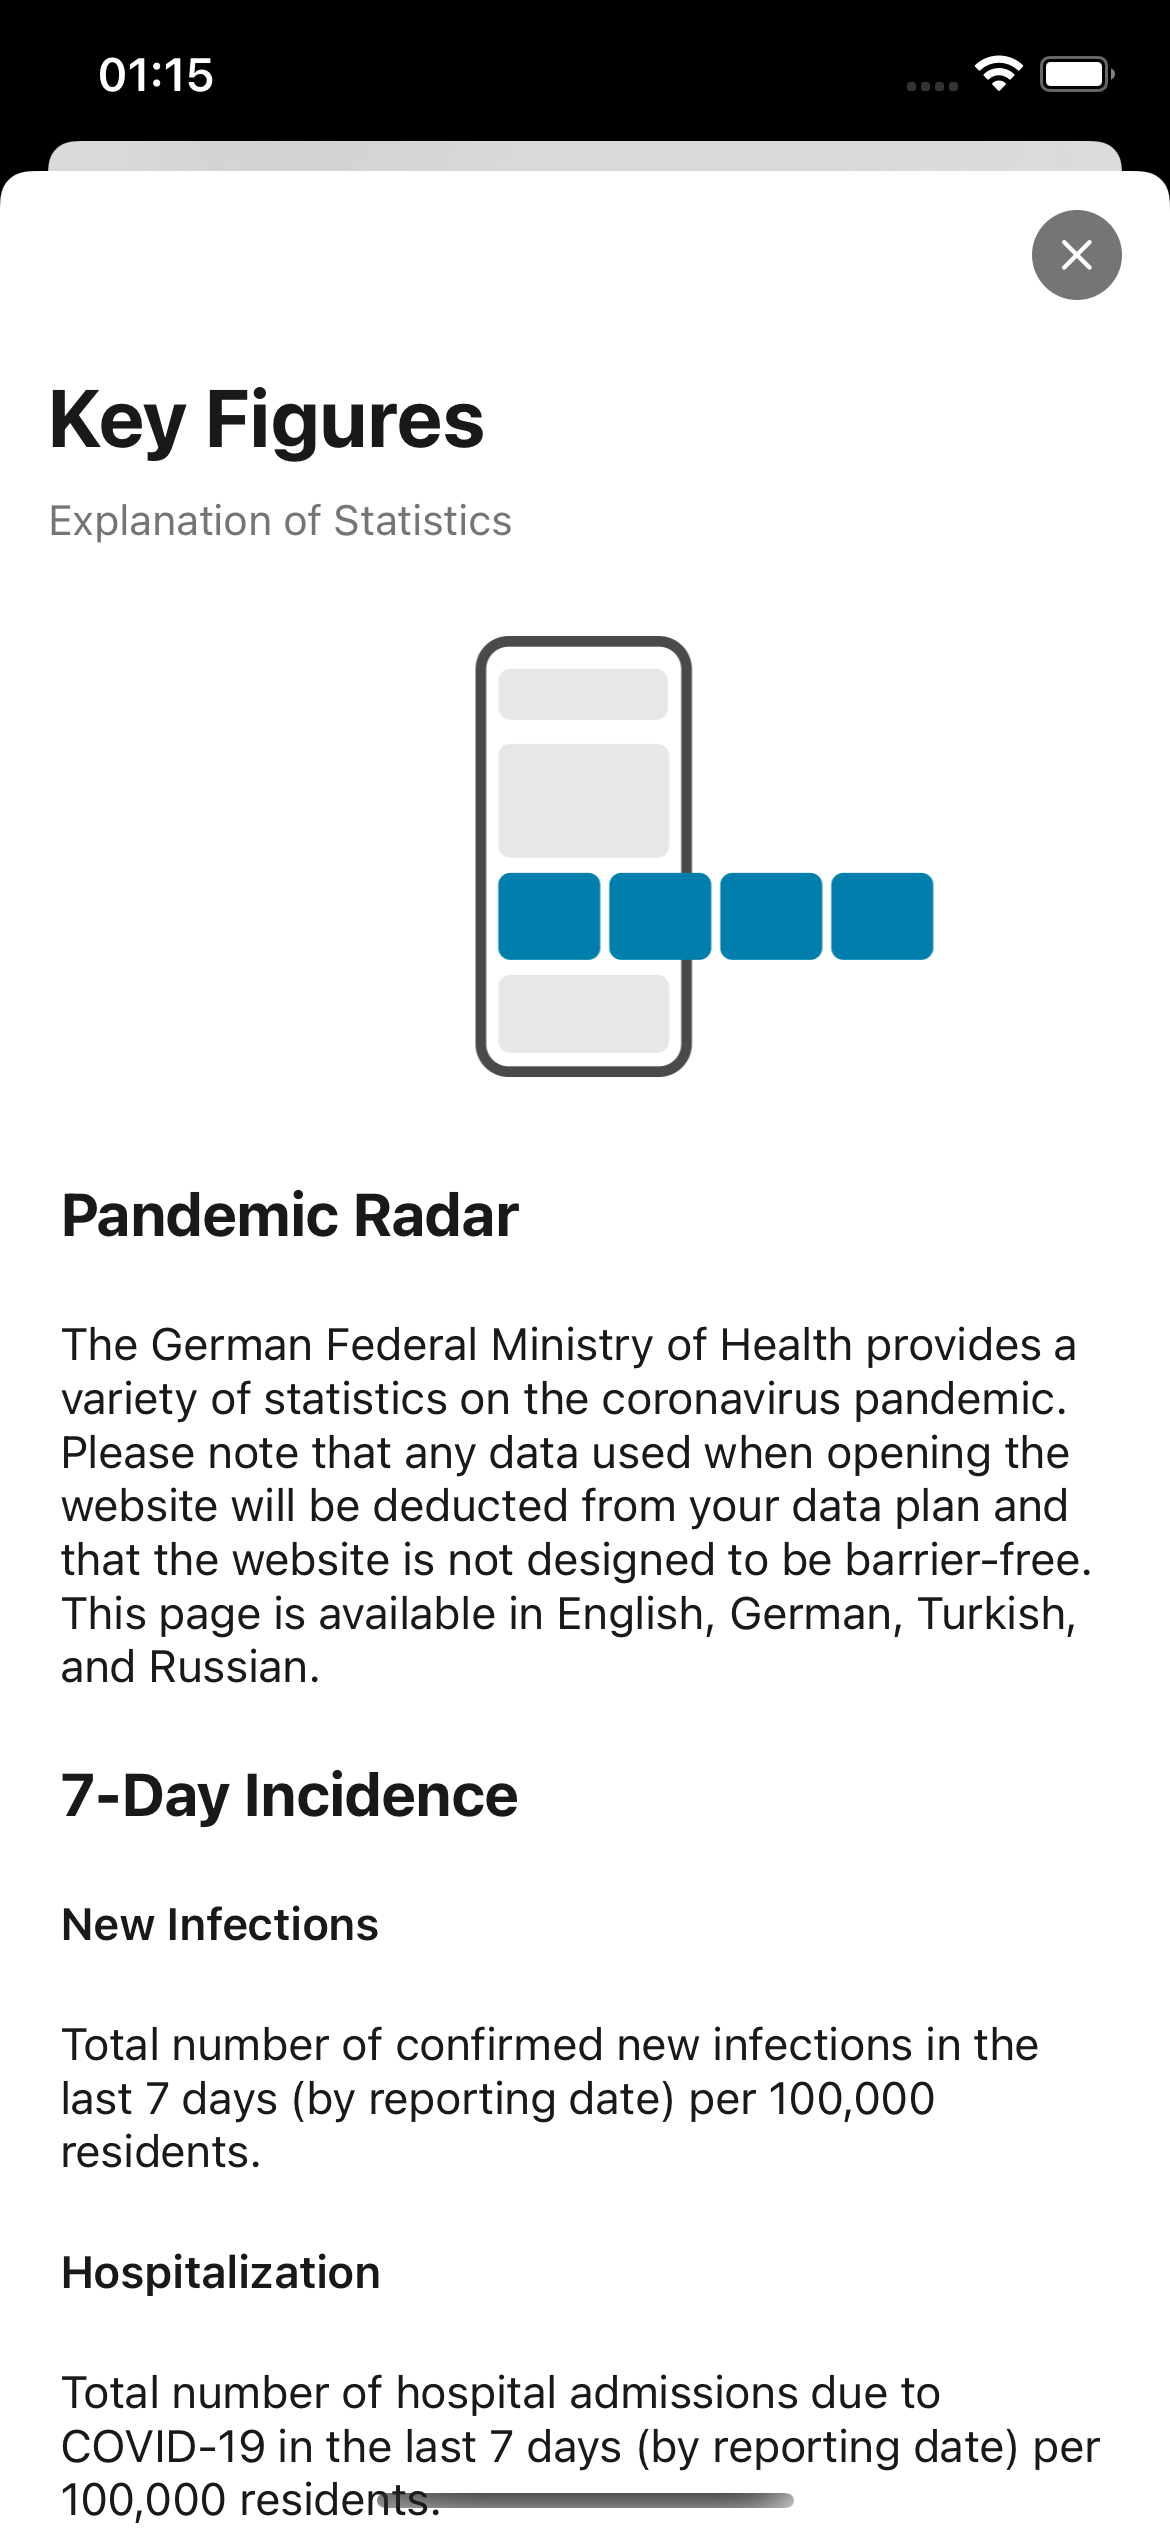 01:15
Key Figures
Explanation of Statistics
Pandemic Radar
The German Federal Ministry of Health provides a
variety of statistics on the coronavirus pandemic.
Please note that any data used when opening the
website will be deducted from your data plan and
that the website is not designed to be barrier-free.
This page is available in English, German, Turkish,
and Russian.
7-Day Incidence
New Infections
Total number of confirmed new infections in the
last 7 days (by reporting date) per 100,000
residents.
Hospitalization
Total number of hospital admissions due to
COVID-19 in the last 7 days (by reporting date) per
100,000 residents.